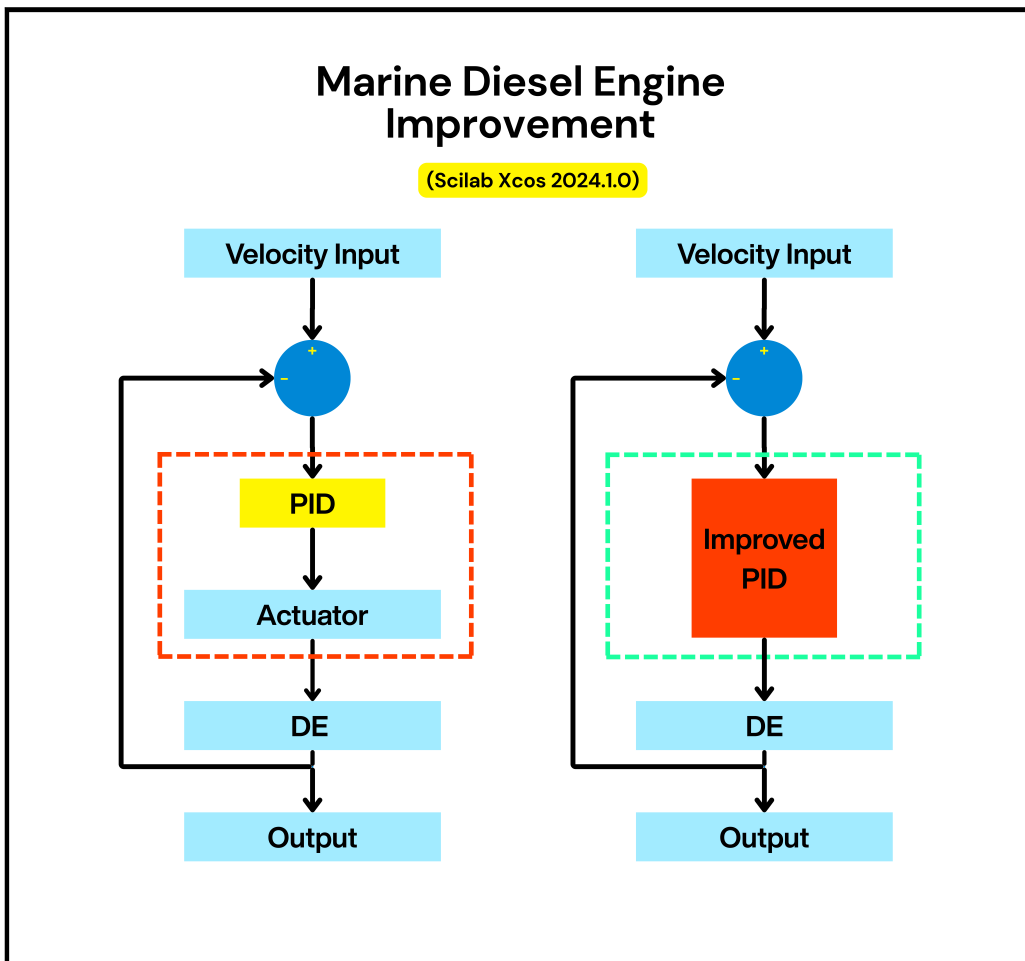 Marine Diesel Engine
Improvement
(Scilab Xcos 2024.1.0)
Velocity Input
+
-
PID
Actuator
DE
Output
Velocity Input
+
-
Improved
PID
DE
Output